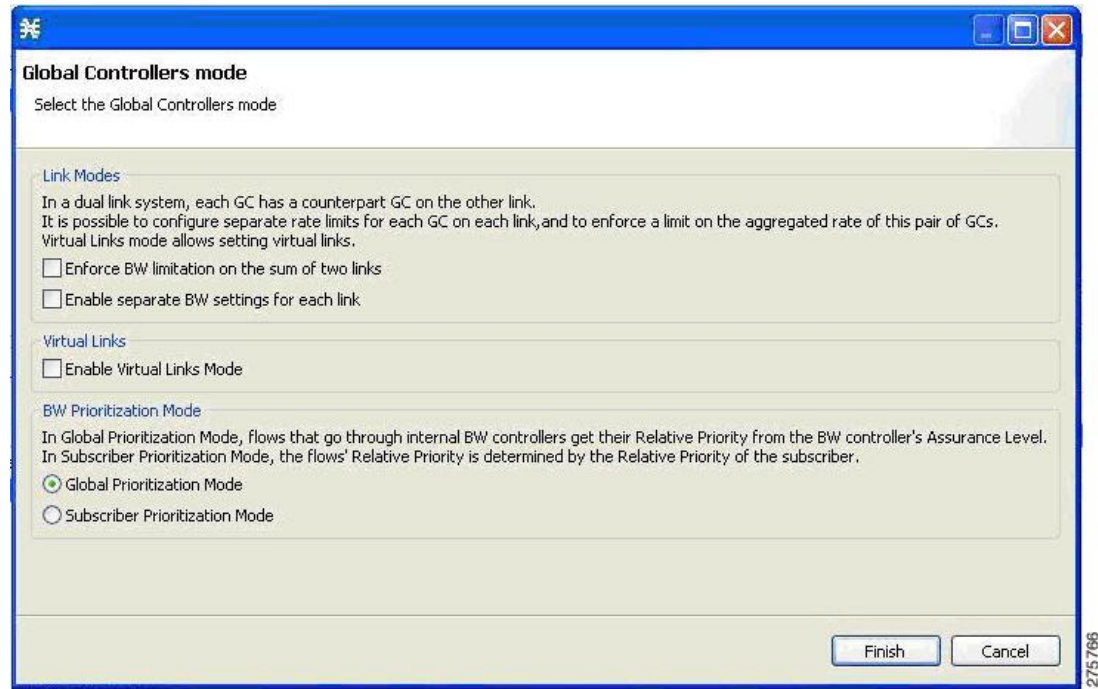 Global Controllers mode
Select the Global Controllers mode
Link Modes
In a dual link system, each GC has a counterpart GC on the other link.
It is possible to configure separate rate limits for each GC on each link,and to enforce a limit on the aggregated rate of this pair of GCs.
Virtual Links mode allows setting virtual links.
Enforce BW limitation on the sum of two links
Enable separate BW settings for each link
Virtual Links
Enable Virtual Links Mode
BW Prioritization Mode
In Global Prioritization Mode, flows that go through internal BW controllers get their Relative Priority from the BW controller's Assurance Level.
In Subscriber Prioritization Mode, the flows' Relative Priority is determined by the Relative Priority of the subscriber.
Global Prioritization Mode
Subscriber Prioritization Mode
Finish
Cancel
275766